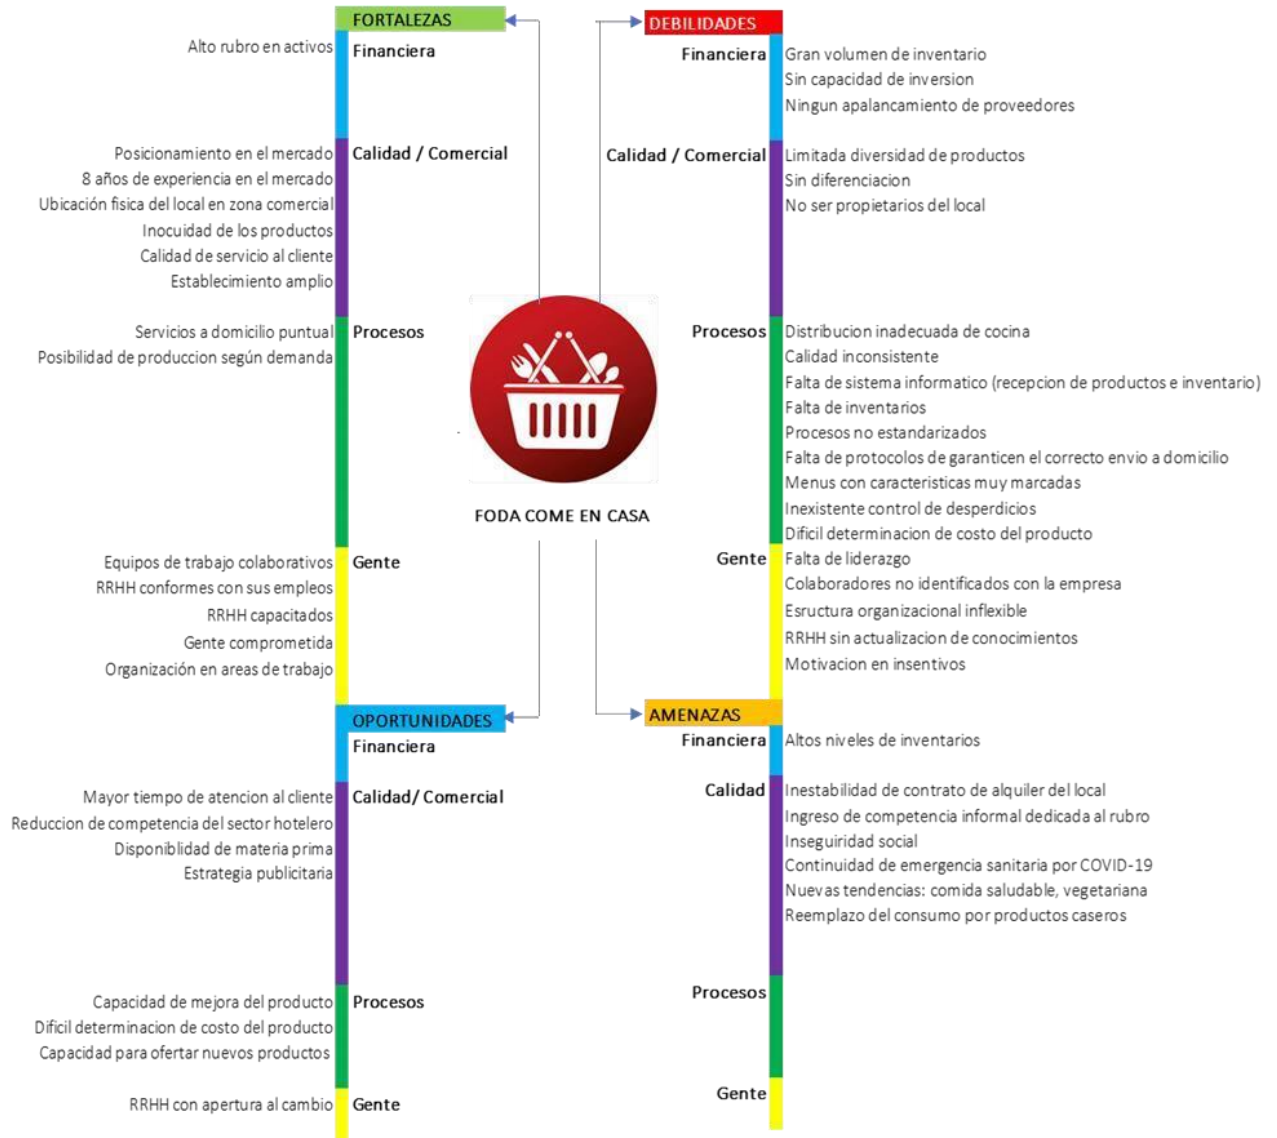 FORTALEZAS
Financiera
Alto rubro en activos
Calidad / Comercial
Posicionamiento en el mercado
8 años de experiencia en el mercado
Ubicación fisica del local en zona comercial
Inocuidad de los productos
Calidad de servicio al cliente
Establecimiento amplio
Procesos
Servicios a domicilio puntual
Posibilidad de produccion según demanda
Gente
Equipos de trabajo colaborativos
RRHH conformes con sus empleos
RRHH capacitados
Gente comprometida
Organización en areas de trabajo
DEBILIDADES
Financiera
Gran volumen de inventario
Sin capacidad de inversion
Ningun apalancamiento de proveedores
Calidad / Comercial
Limitada diversidad de productos
Sin diferenciacion
No ser propietarios del local
Procesos
Distribucion inadecuada de cocina
Calidad inconsistente
Falta de sistema informatico (recepcion de productos e inventario)
Falta de inventarios
Procesos no estandarizados
Falta de protocolos de garanticen el correcto envio a domicilio
Menus con caracteristicas muy marcadas
Inexistente control de desperdicios
Dificil determinacion de costo del producto
Gente
Falta de liderazgo
Colaboradores no identificados con la empresa
Esructura organizacional inflexible
RRHH sin actualizacion de conocimientos
Motivacion en insentivos
FODA COME EN CASA
OPORTUNIDADES
Financiera
Calidad/ Comercial
Mayor tiempo de atencion al cliente
Reduccion de competencia del sector hotelero
Disponiblidad de materia prima
Estrategia publicitaria
Procesos
Capacidad de mejora del producto
Dificil determinacion de costo del producto
Capacidad para ofertar nuevos productos
Gente
RRHH con apertura al cambio
AMENAZAS
Financiera
Altos niveles de inventarios
Calidad
Inestabilidad de contrato de alquiler del local
Ingreso de competencia informal dedicada al rubro
Inseguiridad social
Continuidad de emergencia sanitaria por COVID-19
Nuevas tendencias: comida saludable, vegetariana
Reemplazo del consumo por productos caseros
Procesos
Gente